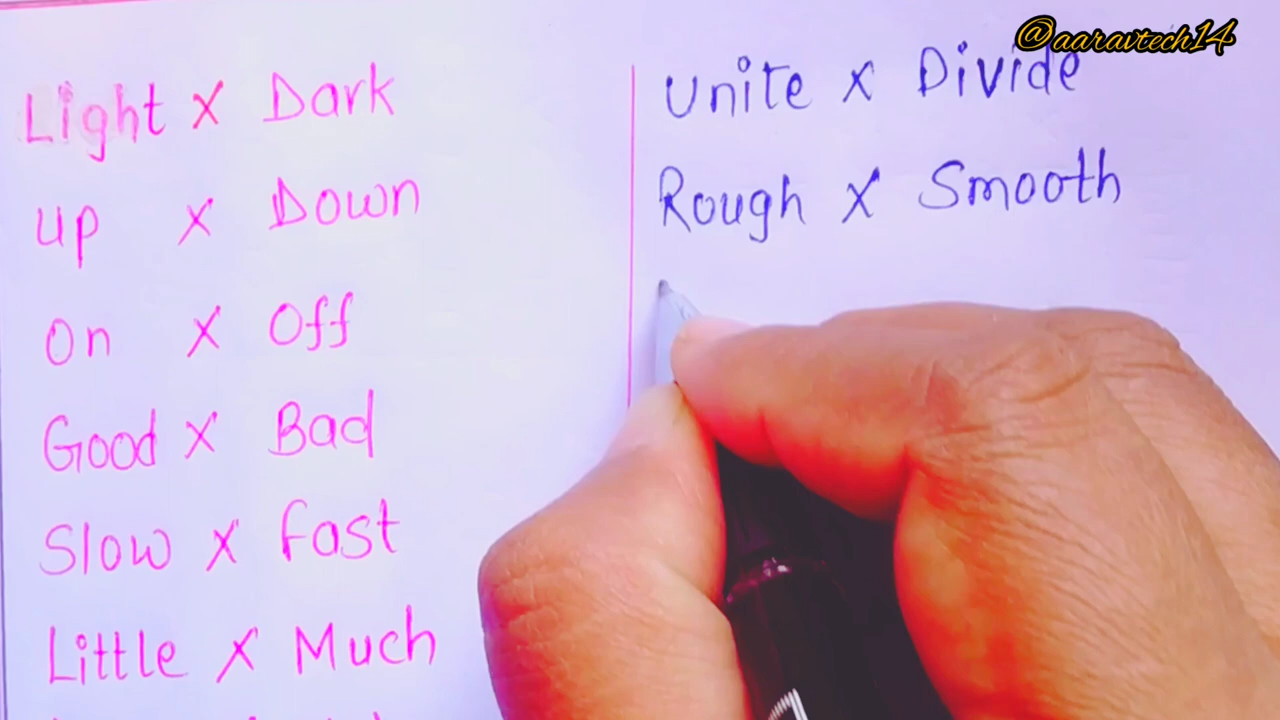 @aaravtech14
Light X Dark
Up X Down
On X Off
Good X Bad
Slow X Fast
Little X Much
Unite X Divide
Rough X Smooth